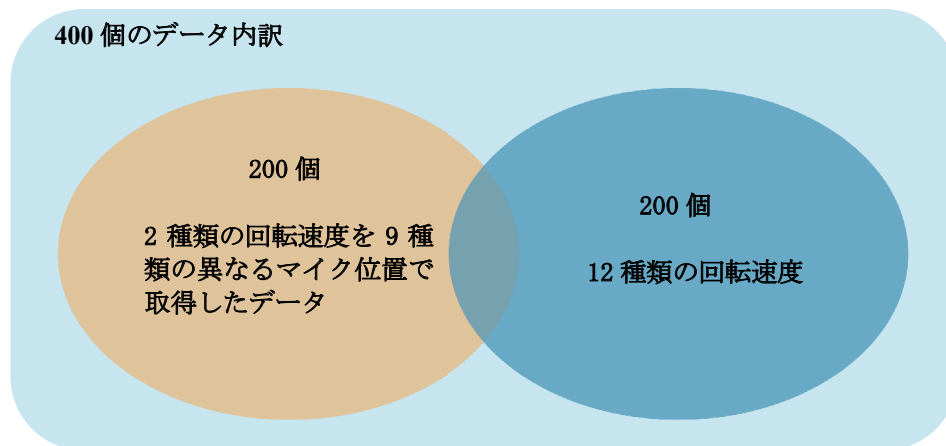 400 個のデータ内訳
200 個
2 種類の回転速度を 9 種
類の異なるマイク位置で
取得したデータ
200 個
12 種類の回転速度